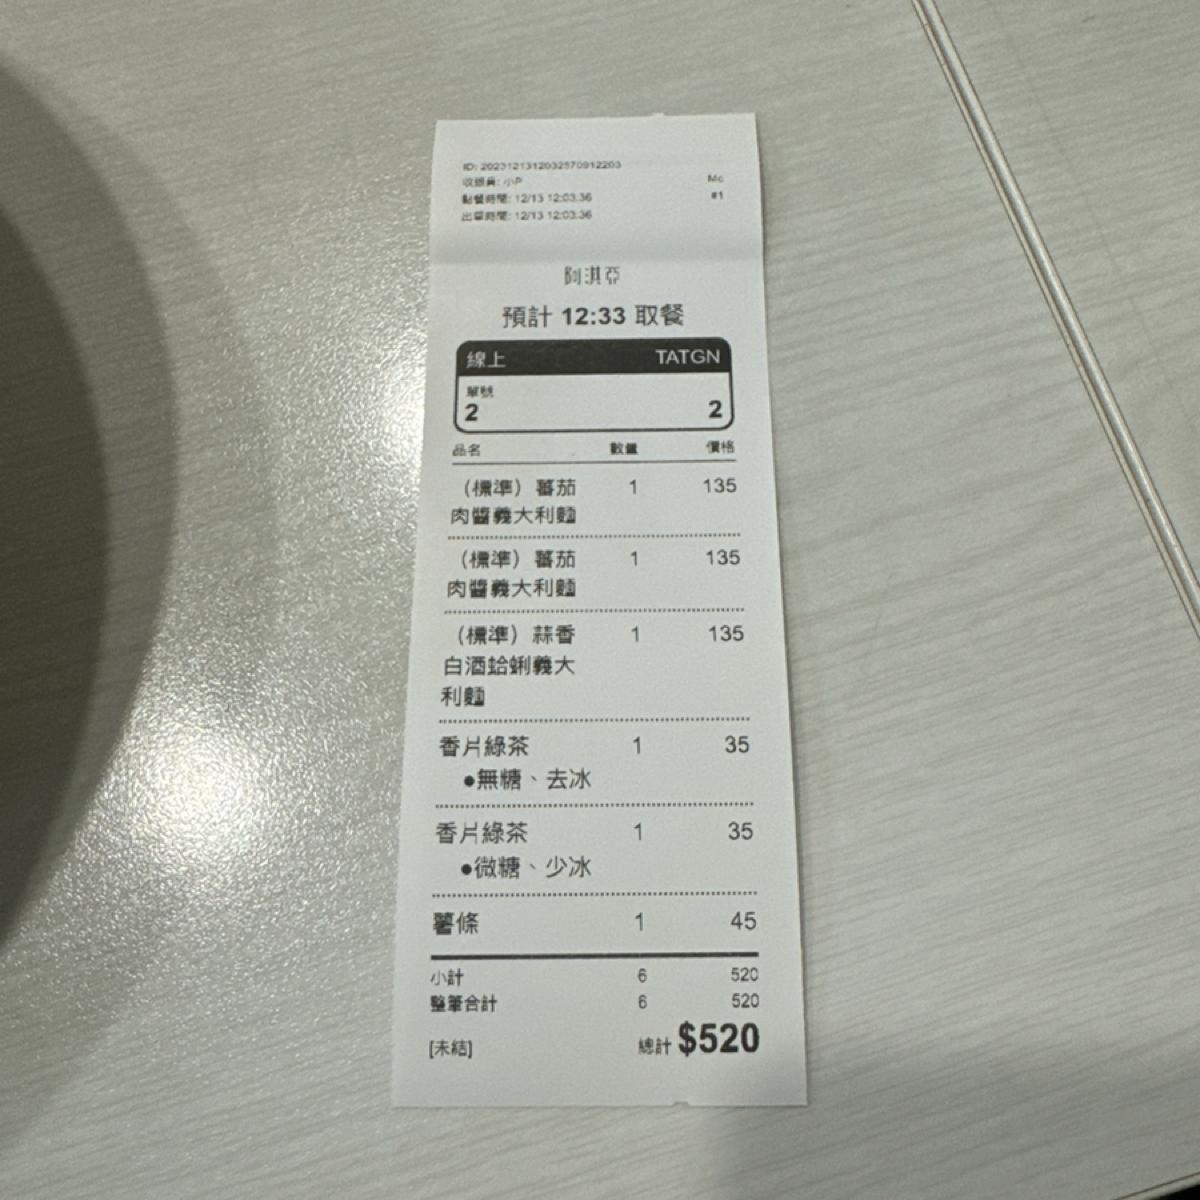 ID: 2023121312032570912203
收銀員: 小P Mc
點餐時間: 12/13 12:03:36 #1
出單時間: 12/13 12:03:36
阿淇亞
預計 12:33 取餐
線上 TATGN
單號
2 2
品名 數量 價格
（標準）蕃茄 1 135
肉醬義大利麵
（標準）蕃茄 1 135
肉醬義大利麵
（標準）蒜香 1 135
白酒蛤蜊義大
利麵
香片綠茶 1 35
●無糖、去冰
香片綠茶 1 35
●微糖、少冰
薯條 1 45
小計 6 520
整筆合計 6 520
[未結] 總計 $520